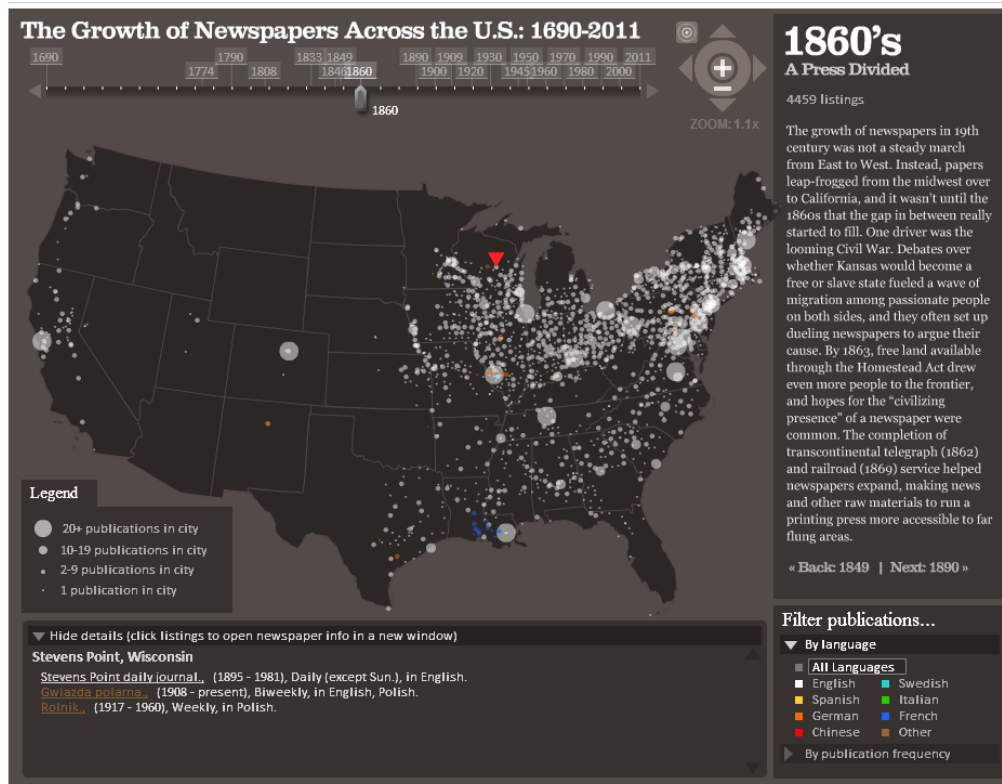 The Growth of Newspapers Across the U.S.: 1690-2011
1690 1790 1833 1849 1890 1909 1930 1950 1970 1990 2011
1774 1808 1846 1860 1900 1920 1945 1960 1980 2000
1860
ZOOM: 1.1x
1860's
A Press Divided
4459 listings
The growth of newspapers in 19th
century was not a steady march
from East to West. Instead, papers
leap-frogged from the midwest over
to California, and it wasn't until the
1860s that the gap in between really
started to fill. One driver was the
looming Civil War. Debates over
whether Kansas would become a
free or slave state fueled a wave of
migration among passionate people
on both sides, and they often set up
dueling newspapers to argue their
cause. By 1863, free land available
through the Homestead Act drew
even more people to the frontier,
and hopes for the “civilizing
presence” of a newspaper were
common. The completion of
transcontinental telegraph (1862)
and railroad (1869) service helped
newspapers expand, making news
and other raw materials to run a
printing press more accessible to far
flung areas.
« Back: 1849 | Next: 1890 »
Legend
20+ publications in city
10-19 publications in city
2-9 publications in city
1 publication in city
Hide details (click listings to open newspaper info in a new window)
Stevens Point, Wisconsin
Stevens Point daily journal., (1895 - 1981), Daily (except Sun.), in English.
Gwiazda polarna., (1908 - present), Biweekly, in English, Polish.
Rolnik., (1917 - 1960), Weekly, in Polish.
Filter publications...
By language
All Languages
English Swedish
Spanish Italian
German French
Chinese Other
By publication frequency